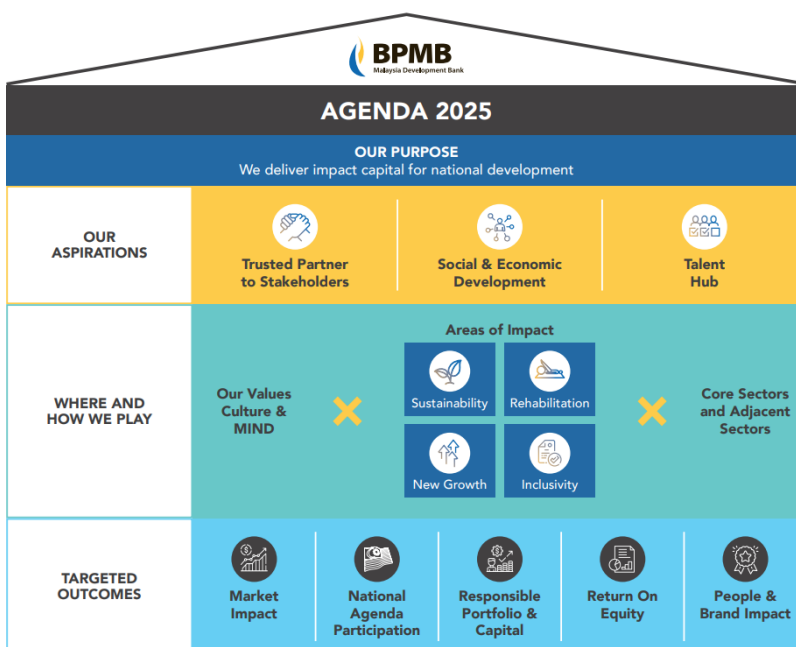 BPMB
Malaysia Development Bank
AGENDA 2025
OUR PURPOSE
We deliver impact capital for national development
OUR
ASPIRATIONS
Trusted Partner
to Stakeholders
Social & Economic
Development
Talent
Hub
WHERE AND
HOW WE PLAY
Our Values
Culture &
MIND
Areas of Impact
Sustainability
Rehabilitation
New Growth
Inclusivity
Core Sectors
and Adjacent
Sectors
TARGETED
OUTCOMES
Market
Impact
National
Agenda
Participation
Responsible
Portfolio &
Capital
Return On
Equity
People &
Brand Impact